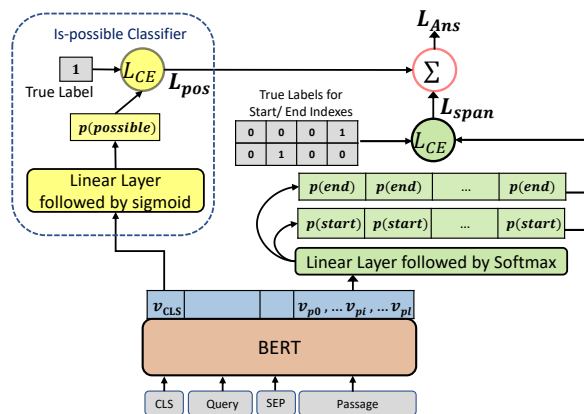 Is-possible Classifier
L_Ans
1
L_CE
L_pos
∑
True Label
True Labels for
Start/ End Indexes
L_span
0 0 0 1
0 1 0 0
L_CE
p(possible)
Linear Layer
followed by sigmoid
p(end) p(end) ... p(end)
p(start) p(start) ... p(start)
Linear Layer followed by Softmax
v_CLS
v_p0 , ... v_pi , ... v_pl
BERT
CLS Query SEP Passage